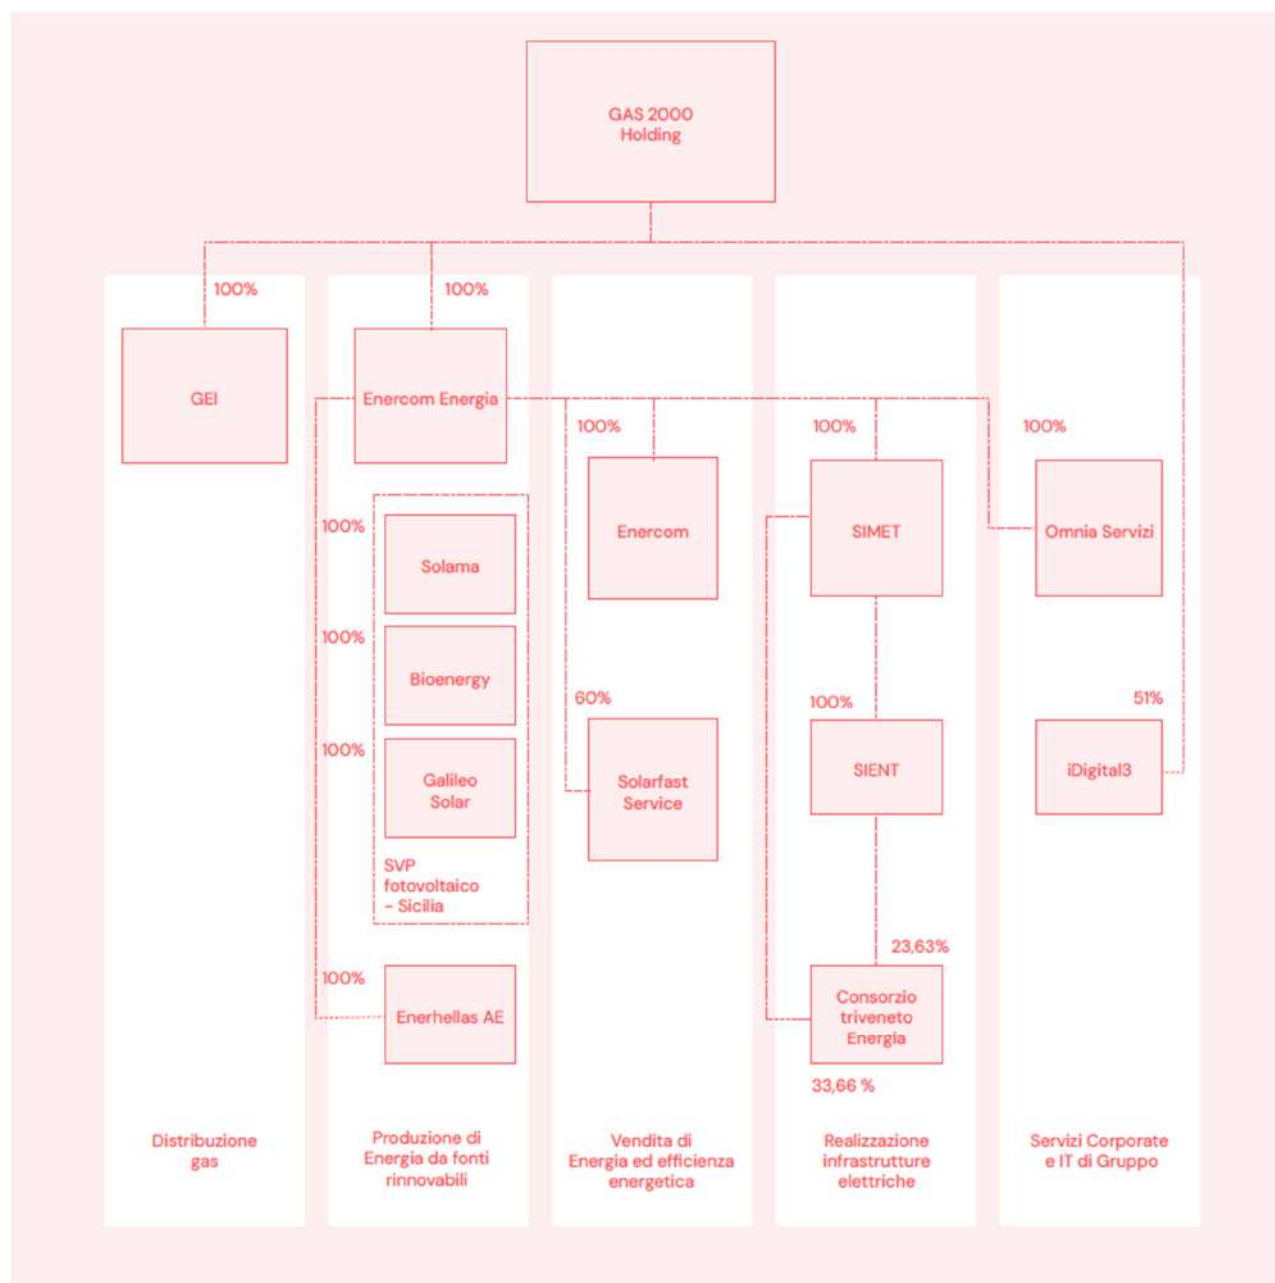 GAS 2000
Holding
100%
100%
GEI
Enercom Energia
100%
100%
100%
Enercom
SIMET
Omnia Servizi
100%
Solama
100%
Bioenergy
100%
Galileo
Solar
SVP
fotovoltaico
- Sicilia
60%
Solarfast
Service
100%
SIENT
51%
iDigital3
100%
Enerhellas AE
23,63%
Consorzio
triveneto
Energia
33,66 %
Distribuzione
gas
Produzione di
Energia da fonti
rinnovabili
Vendita di
Energia ed efficienza
energetica
Realizzazione
infrastrutture
elettriche
Servizi Corporate
e IT di Gruppo